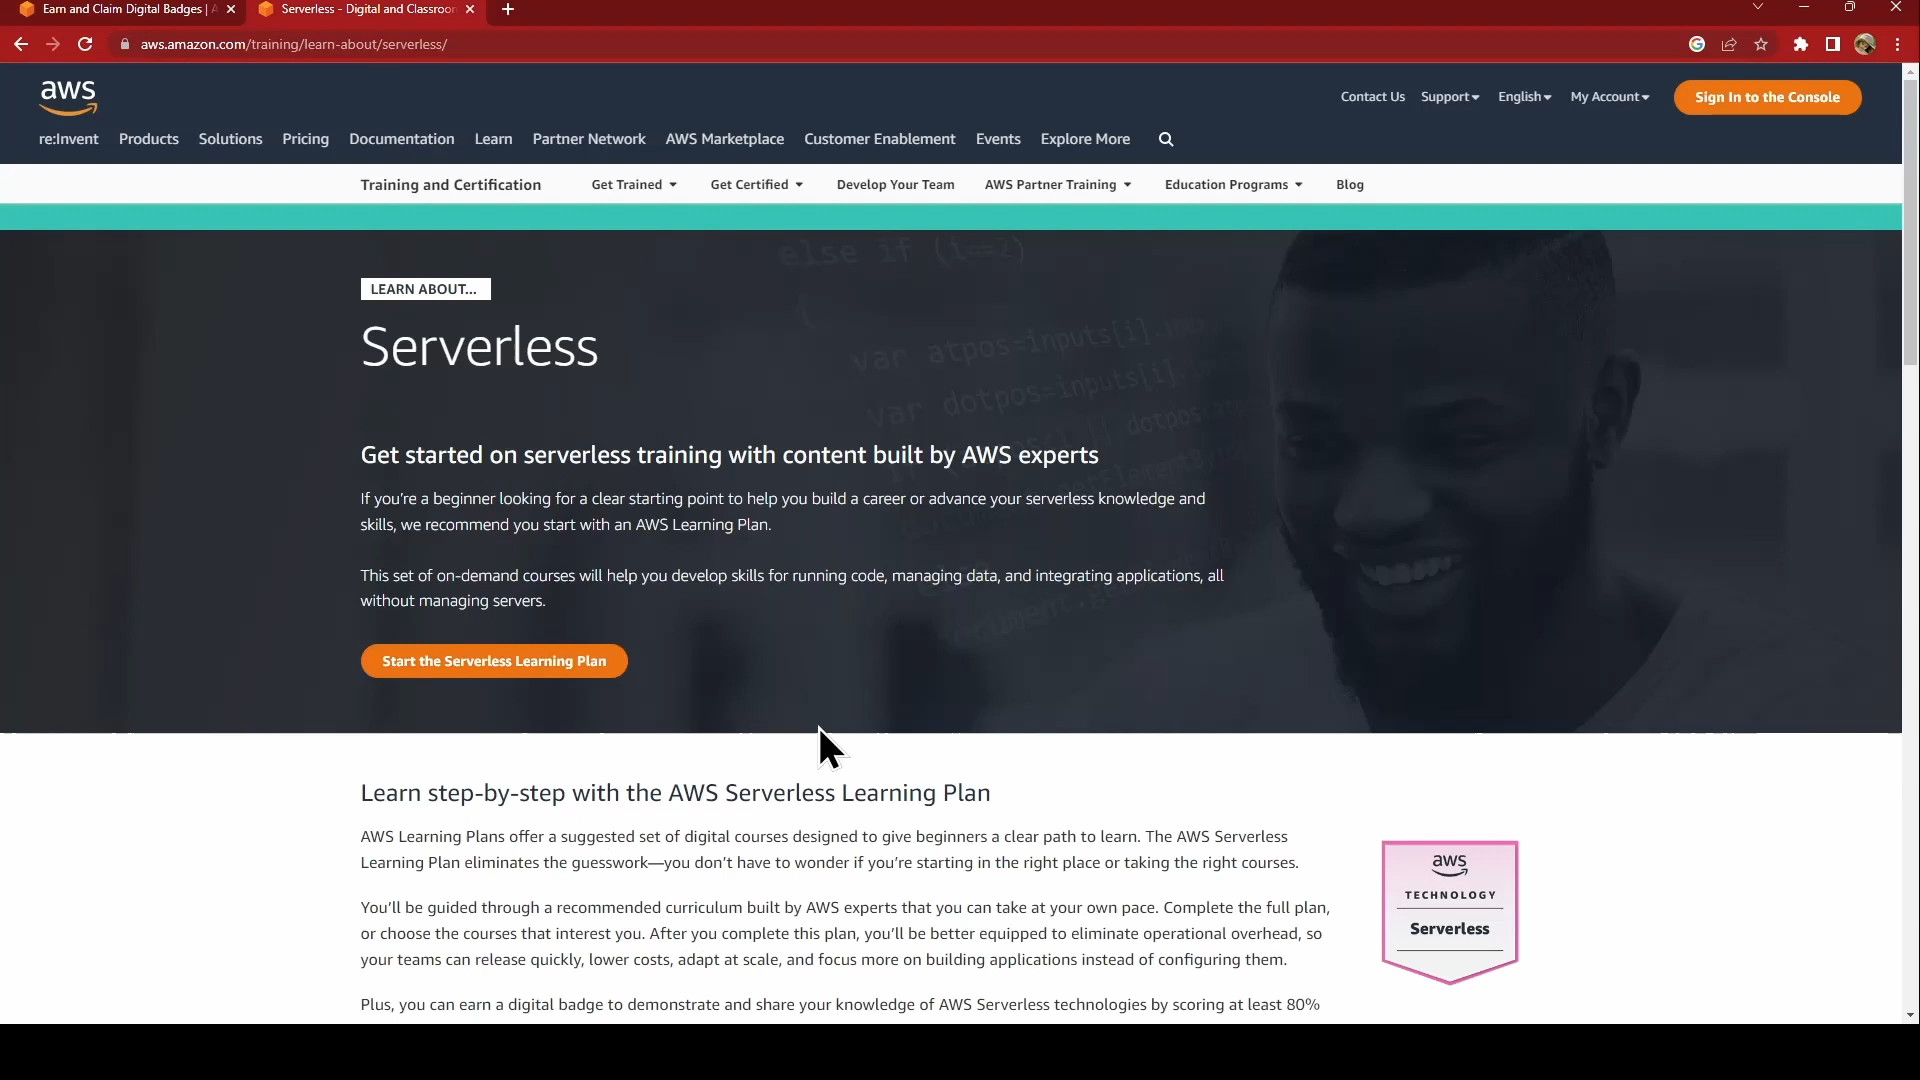 Earn and Claim Digital Badges |
Serverless - Digital and Classroom
aws.amazon.com/training/learn-about/serverless/
aws
Contact Us Support English My Account Sign In to the Console
re:Invent Products Solutions Pricing Documentation Learn Partner Network AWS Marketplace Customer Enablement Events Explore More
Training and Certification Get Trained Get Certified Develop Your Team AWS Partner Training Education Programs Blog
else if (i==2)
LEARN ABOUT...
Serverless
var atpos=inputs[i].in
var dotpos=inputs[i].
dotpos
Get started on serverless training with content built by AWS experts
If you're a beginner looking for a clear starting point to help you build a career or advance your serverless knowledge and
skills, we recommend you start with an AWS Learning Plan.
This set of on-demand courses will help you develop skills for running code, managing data, and integrating applications, all
without managing servers.
Start the Serverless Learning Plan
Learn step-by-step with the AWS Serverless Learning Plan
AWS Learning Plans offer a suggested set of digital courses designed to give beginners a clear path to learn. The AWS Serverless
Learning Plan eliminates the guesswork—you don't have to wonder if you're starting in the right place or taking the right courses.
You'll be guided through a recommended curriculum built by AWS experts that you can take at your own pace. Complete the full plan,
or choose the courses that interest you. After you complete this plan, you'll be better equipped to eliminate operational overhead, so
your teams can release quickly, lower costs, adapt at scale, and focus more on building applications instead of configuring them.
Plus, you can earn a digital badge to demonstrate and share your knowledge of AWS Serverless technologies by scoring at least 80%
aws
TECHNOLOGY
Serverless